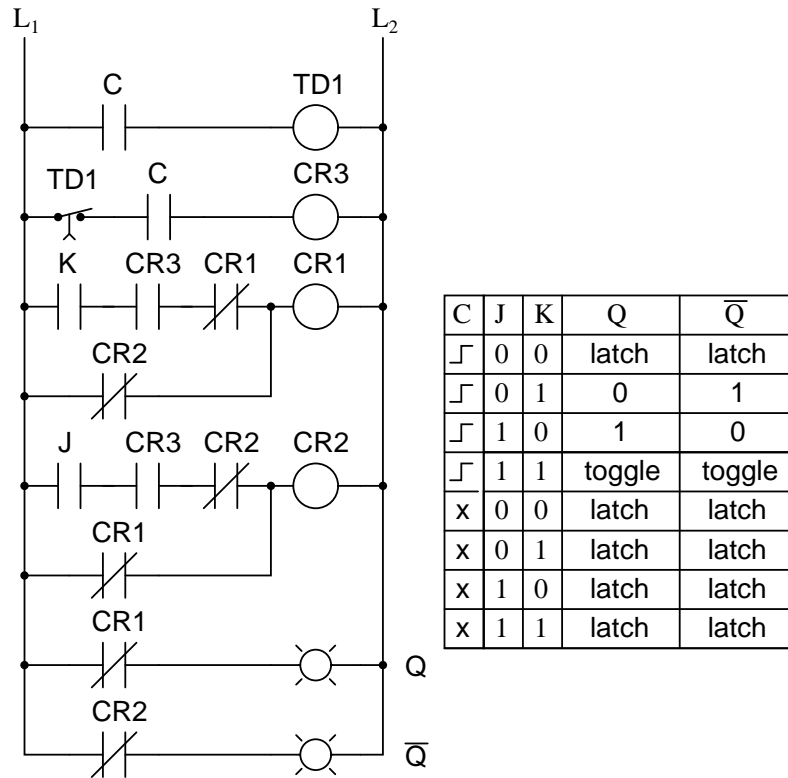 L₁ L₂
C TD1
TD1 C CR3
K CR3 CR1 CR1
CR2
J CR3 CR2 CR2
CR1
CR1
Q
CR2
Q̅
C J K Q Q̅
0 0 latch latch
0 1 0 1
1 0 1 0
1 1 toggle toggle
x 0 0 latch latch
x 0 1 latch latch
x 1 0 latch latch
x 1 1 latch latch